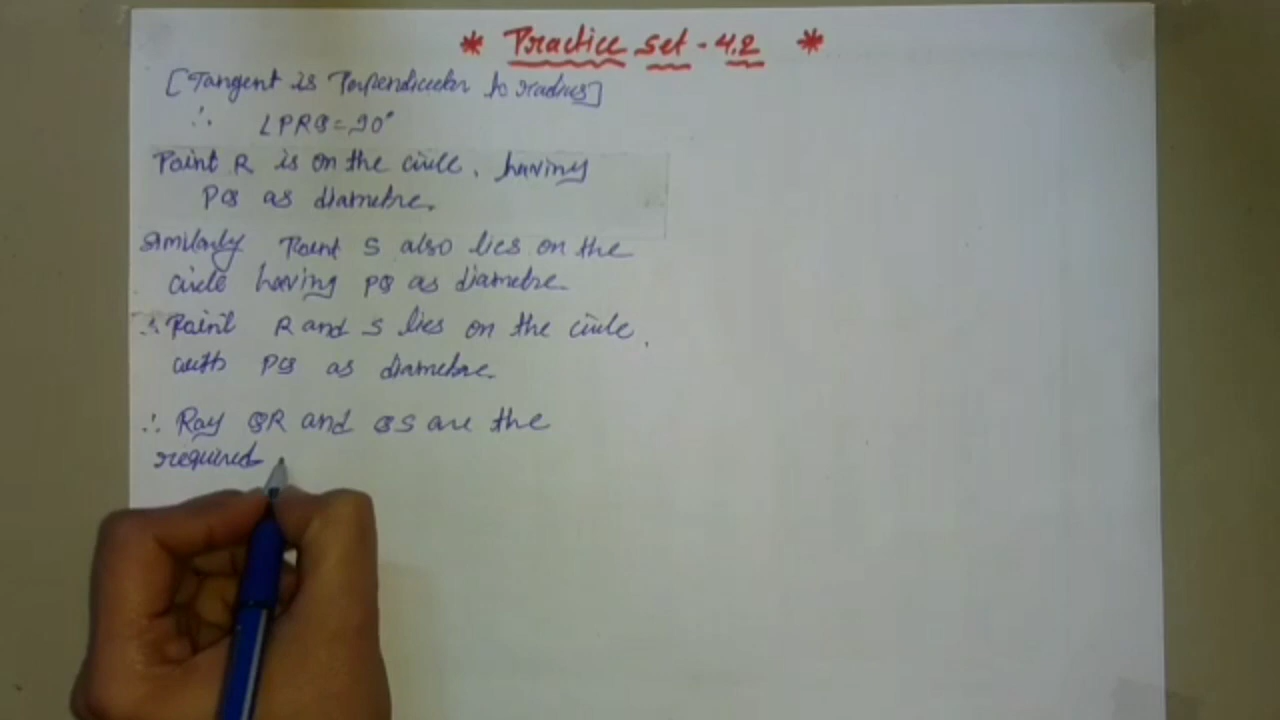 * Practice set - 4.2 *
[Tangent is Perpendicular to radius]
∴ ∠PRQ = 90°
Point R is on the circle, having
PQ as diametre.
Similarly Point S also lies on the
circle having PQ as diametre.
∴ Point R and S lies on the circle,
with PQ as diametre.
∴ Ray QR and QS are the
required